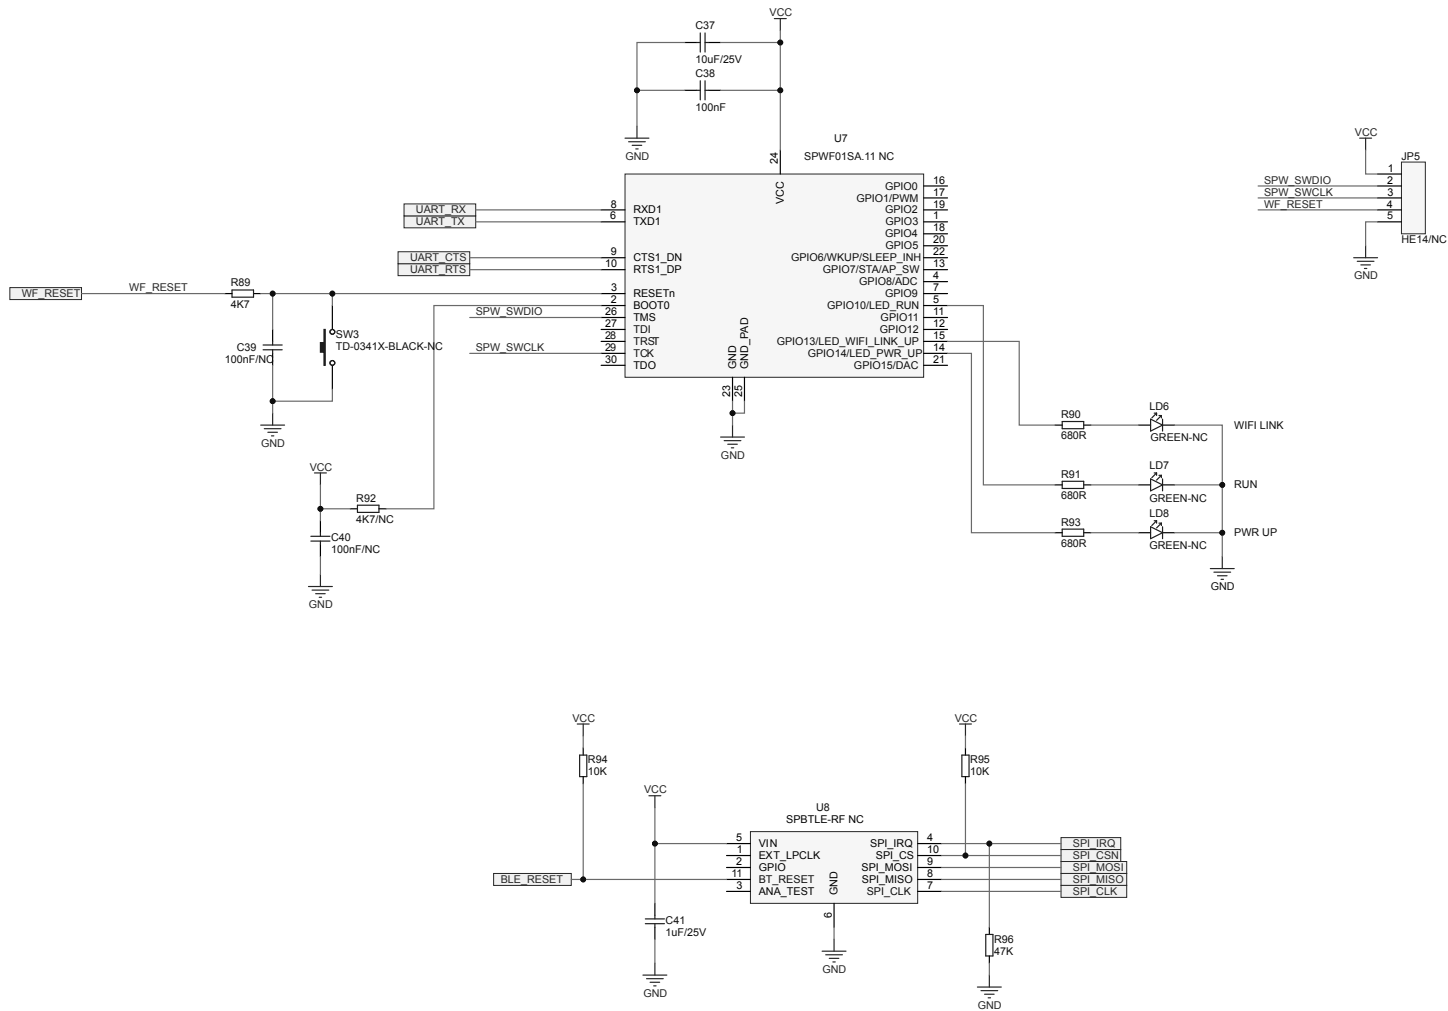 VCC
C37
10uF/25V
C38
100nF
GND
U7
SPWF01SA.11 NC
24
VCC
UART_RX 8 RXD1
UART_TX 6 TXD1
UART_CTS 9 CTS1_DN
UART_RTS 10 RTS1_DP
WF_RESET WF_RESET R89 3 RESETn
4K7
2 BOOT0
SPW_SWDIO 26 TMS
27 TDI
28 TRST
SPW_SWCLK 29 TCK
30 TDO
GPIO0 16
GPIO1/PWM 17
GPIO2 19
GPIO3 1
GPIO4 18
GPIO5 20
GPIO6/WKUP/SLEEP_INH 22
GPIO7/STA/AP_SW 13
GPIO8/ADC 4
GPIO9 7
GPIO10/LED_RUN 5
GPIO11 11
GPIO12 12
GPIO13/LED_WIFI_LINK_UP 15
GPIO14/LED_PWR_UP 14
GPIO15/DAC 21
GND
GND_PAD
23
25
GND
C39
100nF/NC
SW3
TD-0341X-BLACK-NC
GND
VCC
R92
4K7/NC
C40
100nF/NC
GND
VCC
JP5
1
SPW_SWDIO 2
SPW_SWCLK 3
WF_RESET 4
5
HE14/NC
GND
R90
680R
LD6
GREEN-NC
WIFI LINK
R91
680R
LD7
GREEN-NC
RUN
R93
680R
LD8
GREEN-NC
PWR UP
GND
VCC
R94
10K
VCC
VCC
R95
10K
U8
SPBTLE-RF NC
5 VIN
1 EXT_LPCLK
2 GPIO
BLE_RESET 11 BT_RESET
3 ANA_TEST
SPI_IRQ 4 SPI_IRQ
SPI_CS 10 SPI_CSN
SPI_MOSI 9 SPI_MOSI
SPI_MISO 8 SPI_MISO
SPI_CLK 7 SPI_CLK
GND
6
GND
C41
1uF/25V
GND
R96
47K
GND